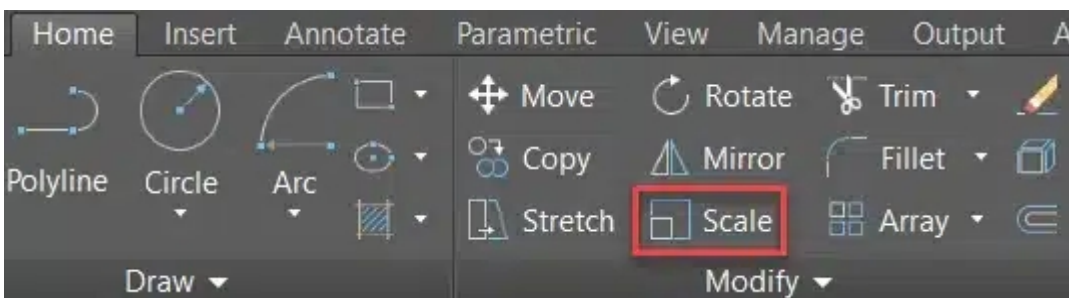 Home Insert Annotate Parametric View Manage Output A
Move Rotate Trim
Copy Mirror Fillet
Polyline Circle Arc
Stretch Scale Array
Draw Modify